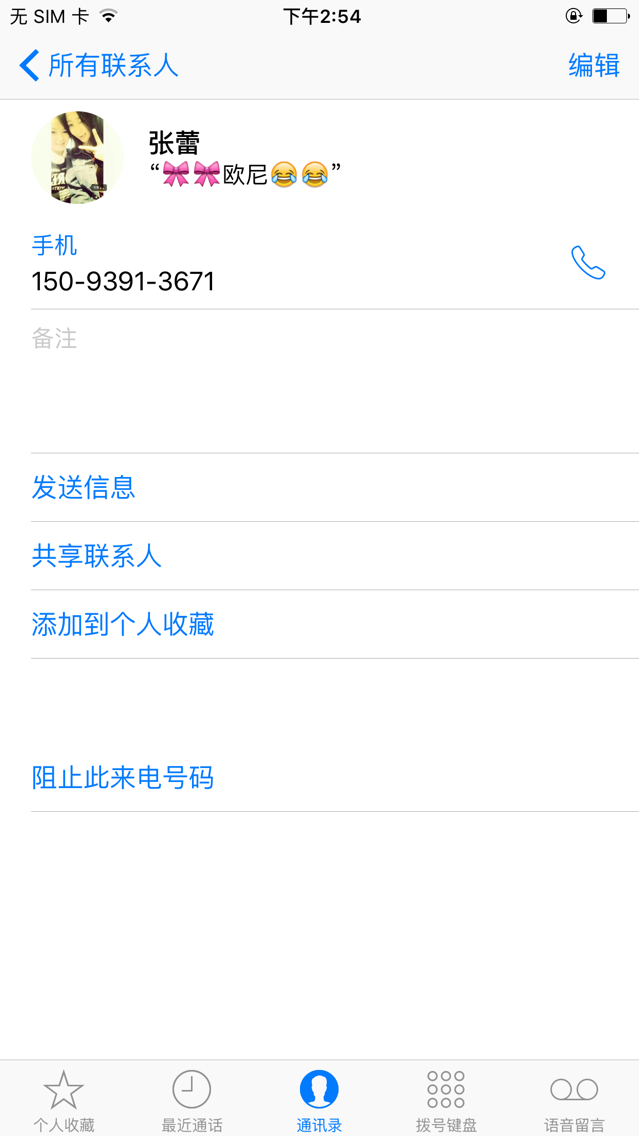 无 SIM 卡 下午2:54
所有联系人 编辑
张蕾
“🎀🎀欧尼😂😂”
手机
150-9391-3671
备注
发送信息
共享联系人
添加到个人收藏
阻止此来电号码
个人收藏 最近通话 通讯录 拨号键盘 语音留言